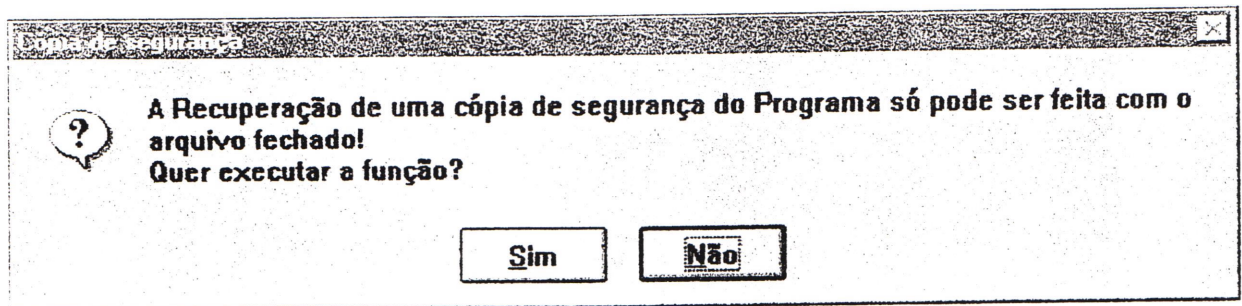 Cópia de segurança
A Recuperação de uma cópia de segurança do Programa só pode ser feita com o
arquivo fechado!
Quer executar a função?
Sim
Não